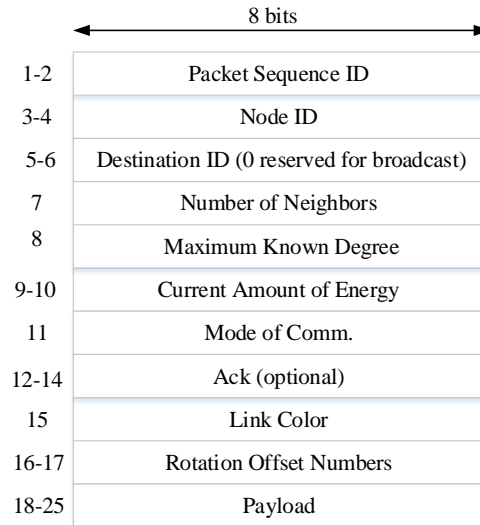 8 bits
1-2 Packet Sequence ID
3-4 Node ID
5-6 Destination ID (0 reserved for broadcast)
7 Number of Neighbors
8 Maximum Known Degree
9-10 Current Amount of Energy
11 Mode of Comm.
12-14 Ack (optional)
15 Link Color
16-17 Rotation Offset Numbers
18-25 Payload